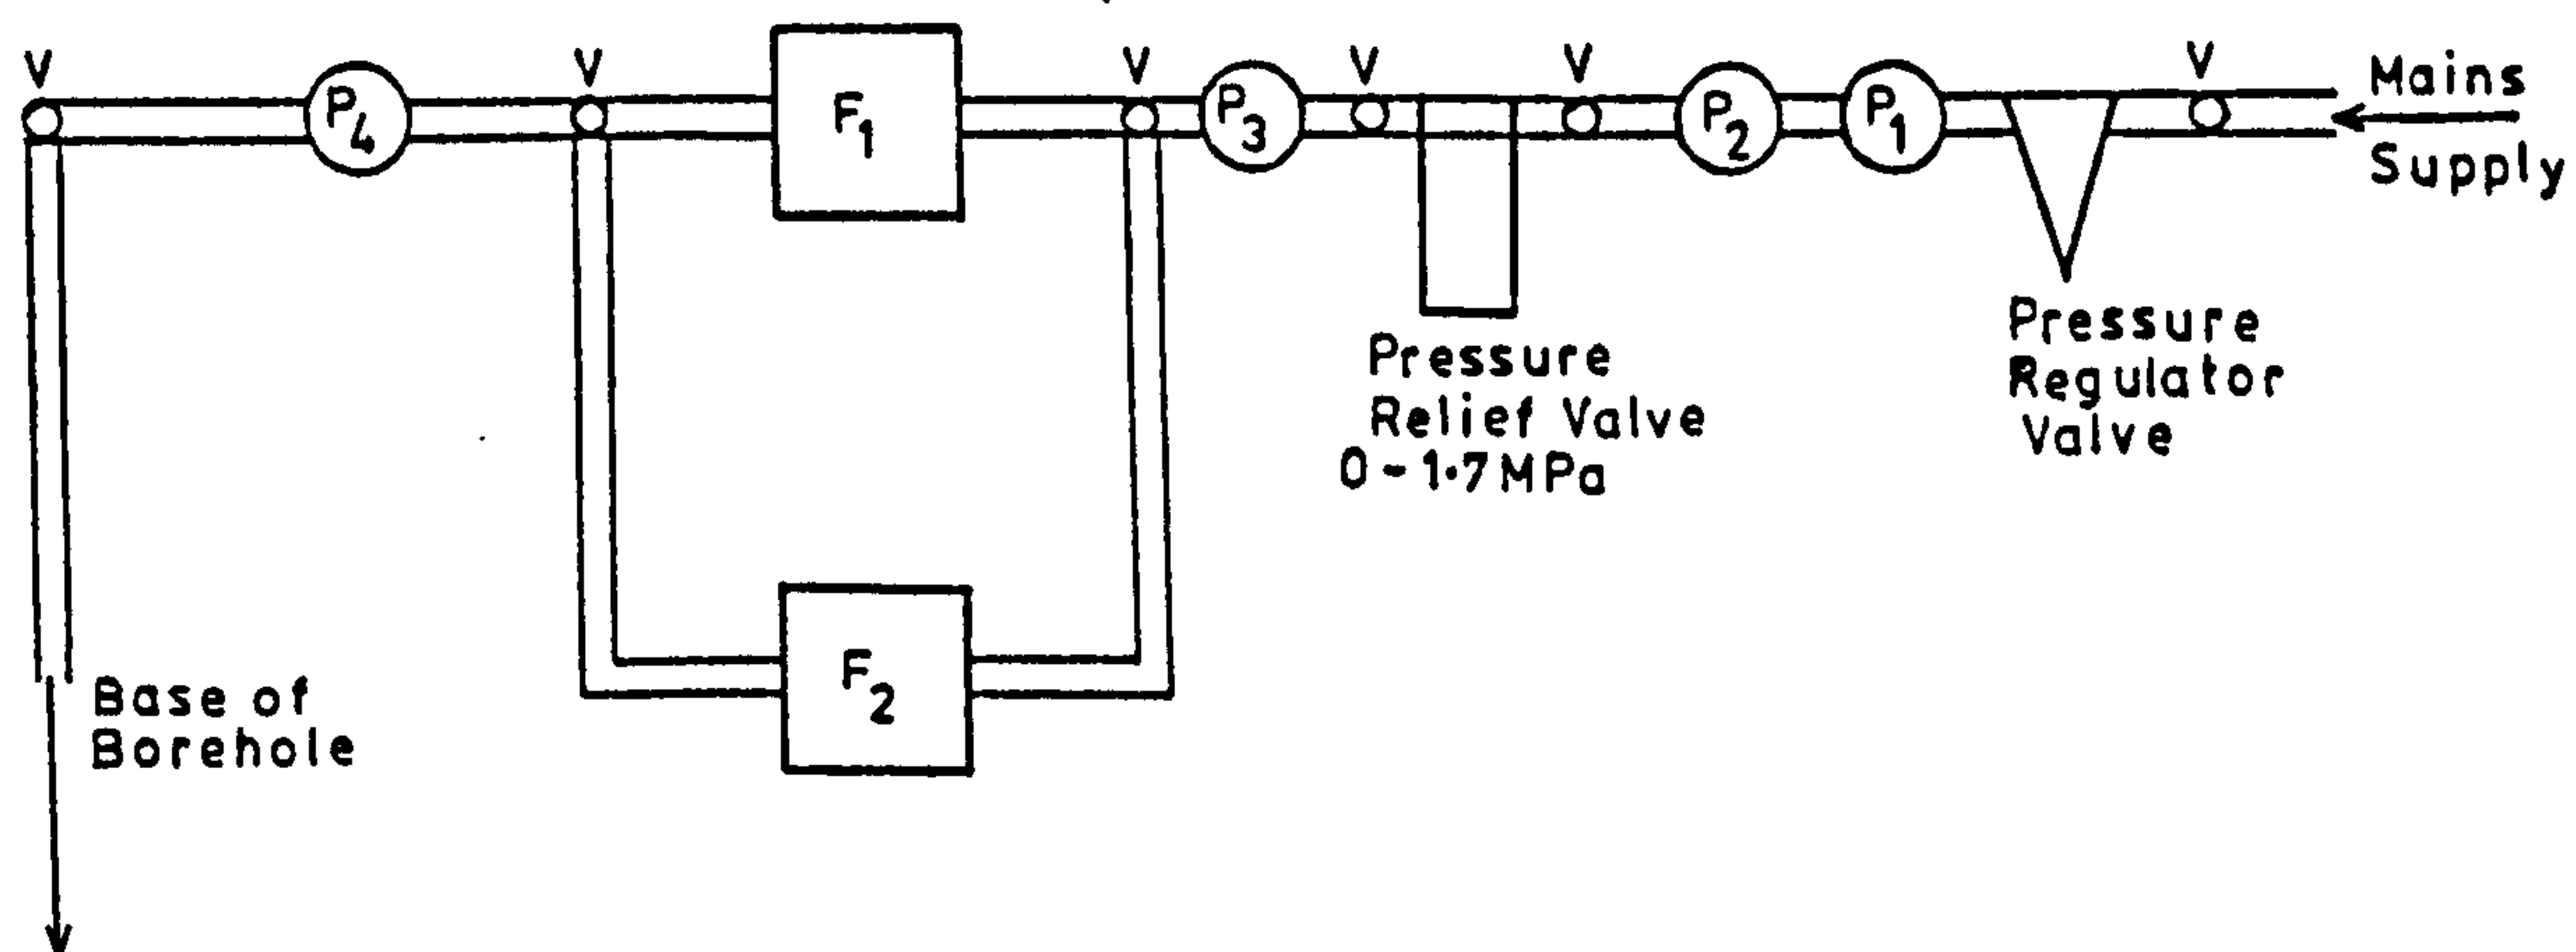 V
V
V
V
V
V
P4
F1
P3
P2
P1
Mains
Supply
Pressure
Relief Valve
0-1.7MPa
Pressure
Regulator
Valve
F2
Base of
Borehole